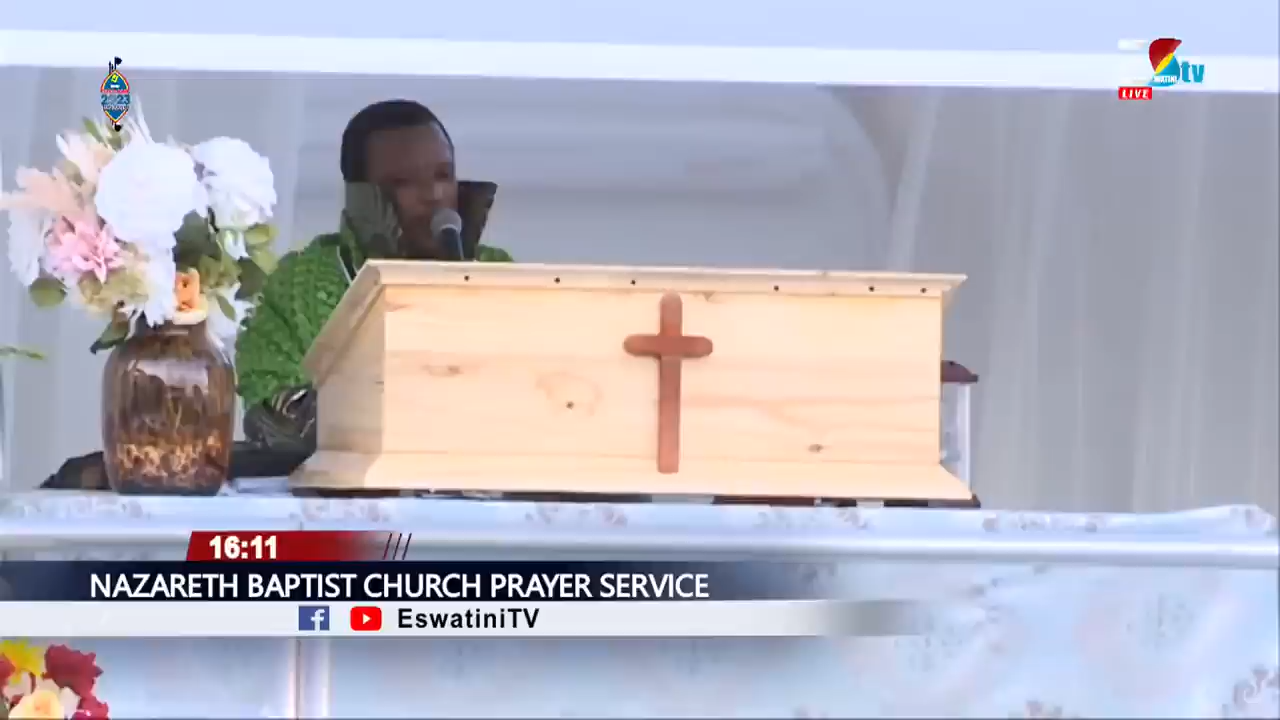 tv
LIVE
16:11
NAZARETH BAPTIST CHURCH PRAYER SERVICE
EswatiniTV